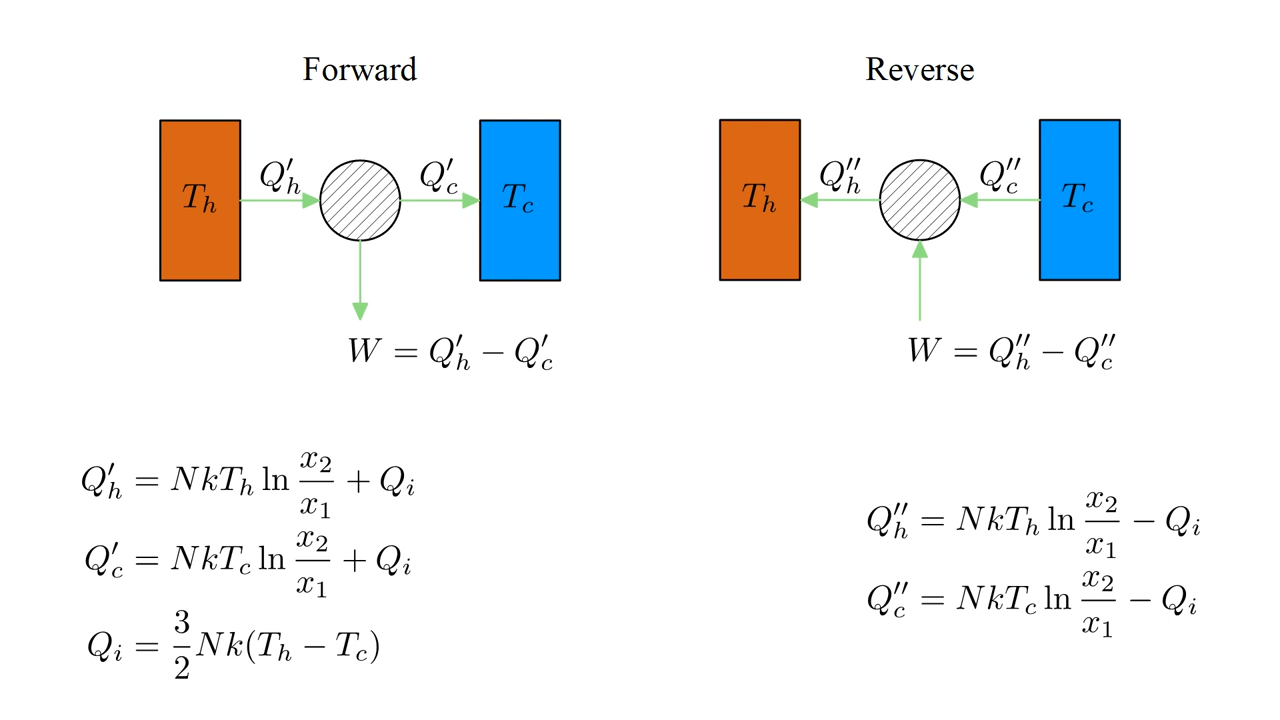 Forward
T_h
Q'_h
Q'_c
T_c
W = Q'_h − Q'_c
Q'_h = NkT_h ln x_2/x_1 + Q_i
Q'_c = NkT_c ln x_2/x_1 + Q_i
Q_i = 3/2 Nk(T_h − T_c)
Reverse
T_h
Q''_h
Q''_c
T_c
W = Q''_h − Q''_c
Q''_h = NkT_h ln x_2/x_1 − Q_i
Q''_c = NkT_c ln x_2/x_1 − Q_i